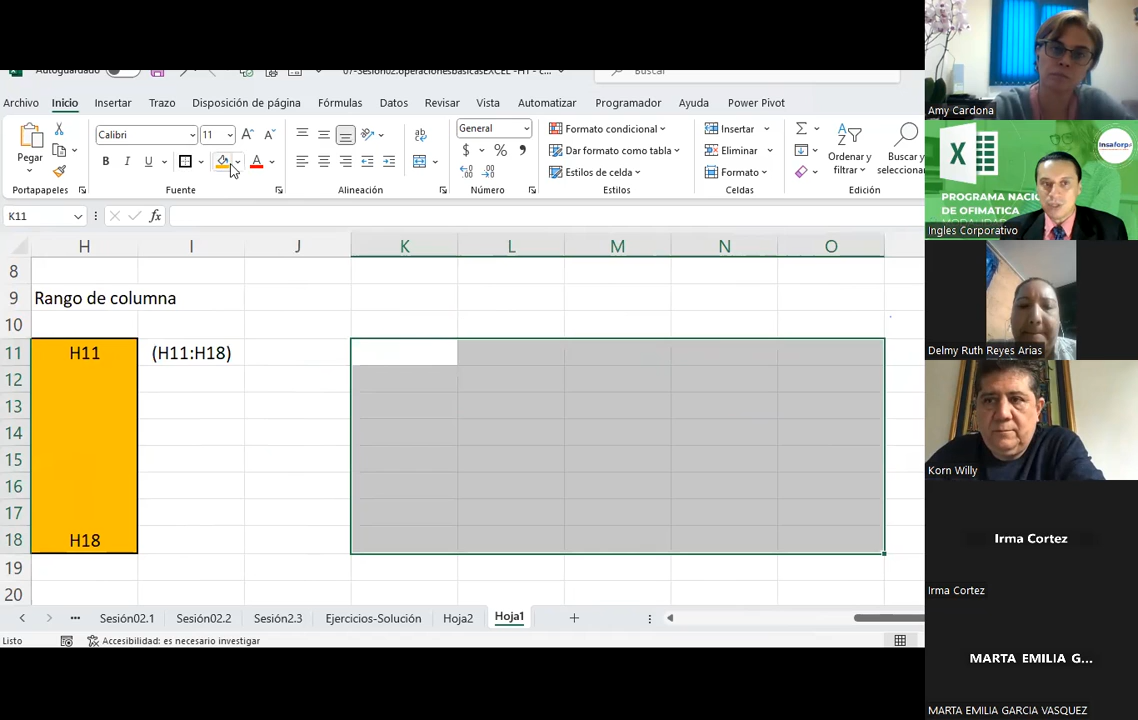 Autoguardado
07-Sesión02.operacionesbásicasEXCEL -H1 - c...
Buscar
Archivo Inicio Insertar Trazo Disposición de página Fórmulas Datos Revisar Vista Automatizar Programador Ayuda Power Pivot
Pegar
Calibri 11
N K S
A
General
$ % ,
Formato condicional
Dar formato como tabla
Estilos de celda
Insertar
Eliminar
Formato
Ordenar y
filtrar
Buscar y
seleccionar
Portapapeles Fuente Alineación Número Estilos Celdas Edición
K11
fx
H I J K L M N O
8
9 Rango de columna
10
11 H11 (H11:H18)
12
13
14
15
16
17
18 H18
19
20
Sesión02.1 Sesión02.2 Sesión2.3 Ejercicios-Solución Hoja2 Hoja1
Listo Accesibilidad: es necesario investigar
Amy Cardona
insaforp
PROGRAMA NACI
DE OFIMATICA
Ingles Corporativo
Delmy Ruth Reyes Arias
Korn Willy
Irma Cortez
Irma Cortez
MARTA EMILIA G...
MARTA EMILIA GARCIA VASQUEZ